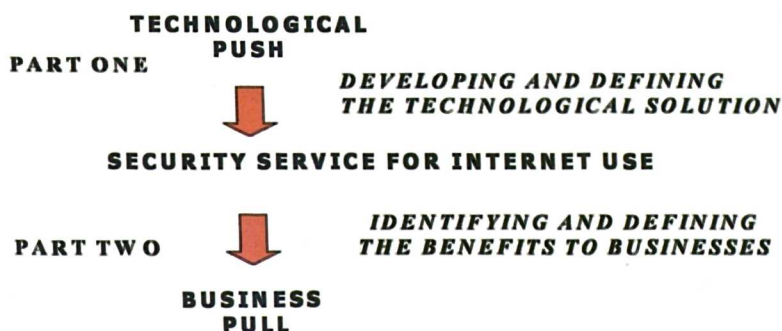 TECHNOLOGICAL
PUSH
PART ONE
DEVELOPING AND DEFINING
THE TECHNOLOGICAL SOLUTION
SECURITY SERVICE FOR INTERNET USE
IDENTIFYING AND DEFINING
PART TWO
THE BENEFITS TO BUSINESSES
BUSINESS
PULL